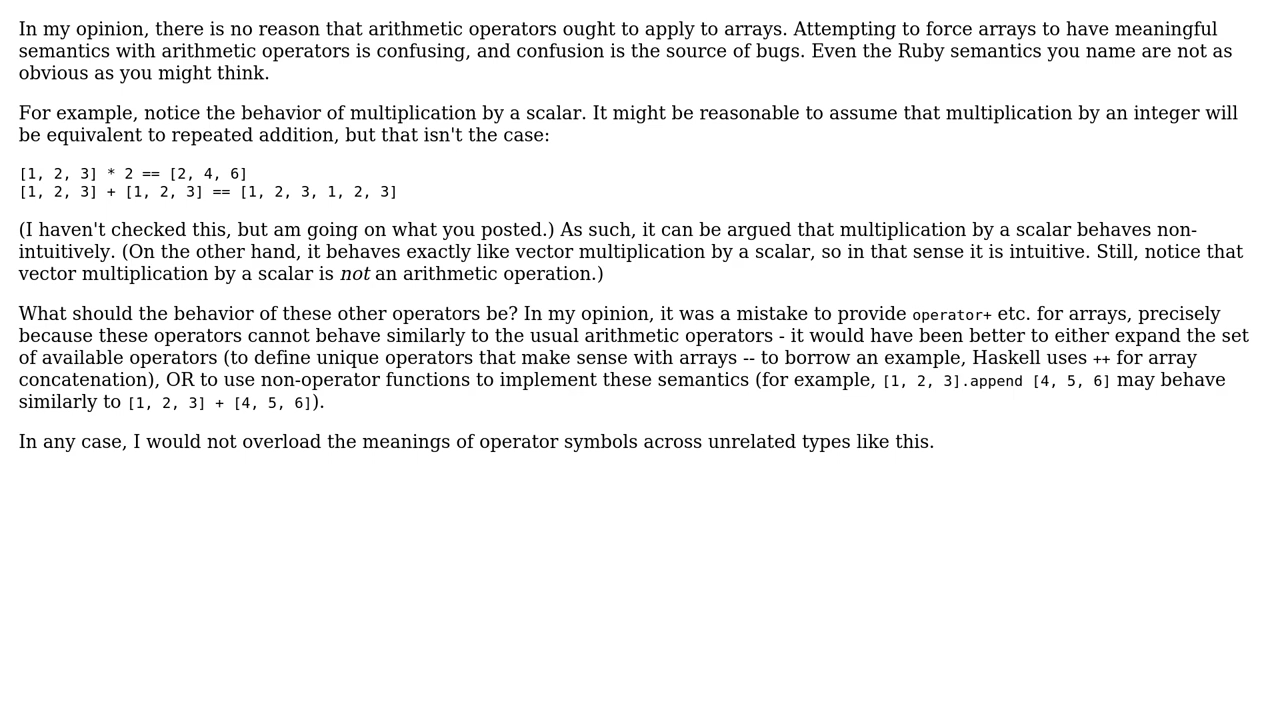 In my opinion, there is no reason that arithmetic operators ought to apply to arrays. Attempting to force arrays to have meaningful
semantics with arithmetic operators is confusing, and confusion is the source of bugs. Even the Ruby semantics you name are not as
obvious as you might think.
For example, notice the behavior of multiplication by a scalar. It might be reasonable to assume that multiplication by an integer will
be equivalent to repeated addition, but that isn't the case:
[1, 2, 3] * 2 == [2, 4, 6]
[1, 2, 3] + [1, 2, 3] == [1, 2, 3, 1, 2, 3]
(I haven't checked this, but am going on what you posted.) As such, it can be argued that multiplication by a scalar behaves non-
intuitively. (On the other hand, it behaves exactly like vector multiplication by a scalar, so in that sense it is intuitive. Still, notice that
vector multiplication by a scalar is not an arithmetic operation.)
What should the behavior of these other operators be? In my opinion, it was a mistake to provide operator+ etc. for arrays, precisely
because these operators cannot behave similarly to the usual arithmetic operators - it would have been better to either expand the set
of available operators (to define unique operators that make sense with arrays -- to borrow an example, Haskell uses ++ for array
concatenation), OR to use non-operator functions to implement these semantics (for example, [1, 2, 3].append [4, 5, 6] may behave
similarly to [1, 2, 3] + [4, 5, 6]).
In any case, I would not overload the meanings of operator symbols across unrelated types like this.